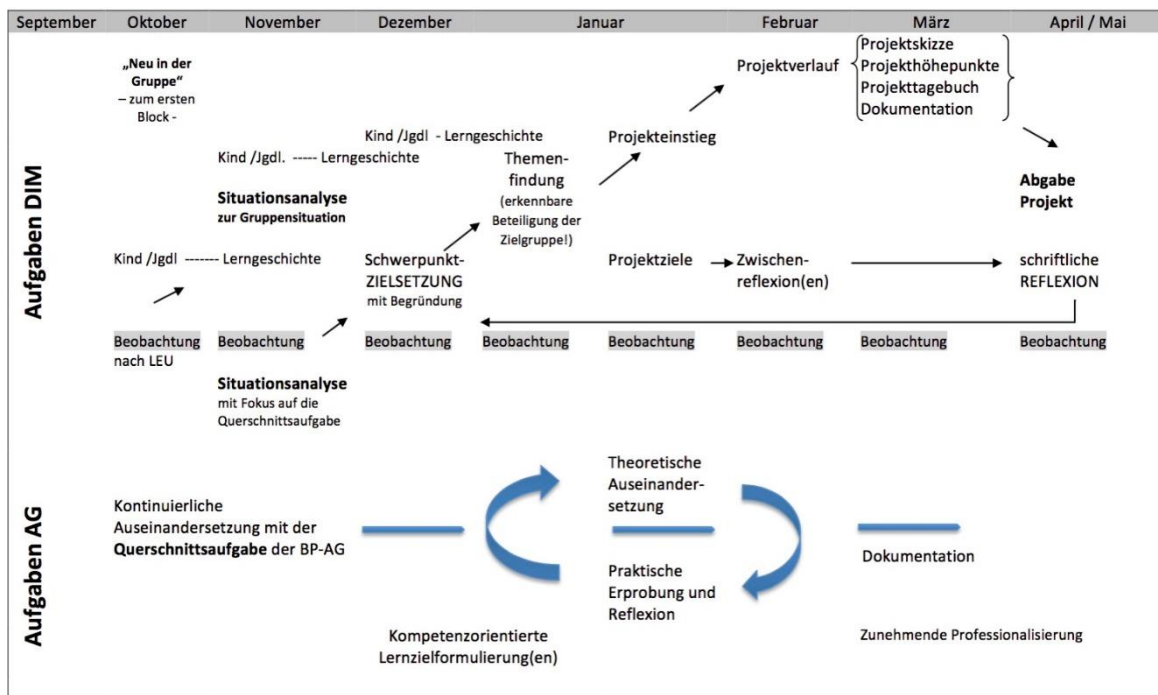 September Oktober November Dezember Januar Februar März April / Mai
Aufgaben DIM
„Neu in der
Gruppe“
– zum ersten
Block -
Projektverlauf
Projektskizze
Projekthöhepunkte
Projekttagebuch
Dokumentation
Kind /Jgdl - Lerngeschichte
Projekteinstieg
Kind /Jgdl. ----- Lerngeschichte
Themen-
findung
(erkennbare
Beteiligung der
Zielgruppe!)
Situationsanalyse
zur Gruppensituation
Abgabe
Projekt
Kind /Jgdl ------- Lerngeschichte
Schwerpunkt-
ZIELSETZUNG
mit Begründung
Projektziele
Zwischen-
reflexion(en)
schriftliche
REFLEXION
Beobachtung
nach LEU
Beobachtung
Beobachtung
Beobachtung
Beobachtung
Beobachtung
Beobachtung
Beobachtung
Situationsanalyse
mit Fokus auf die
Querschnittsaufgabe
Aufgaben AG
Kontinuierliche
Auseinandersetzung mit der
Querschnittsaufgabe der BP-AG
Theoretische
Auseinander-
setzung
Praktische
Erprobung und
Reflexion
Dokumentation
Kompetenzorientierte
Lernzielformulierung(en)
Zunehmende Professionalisierung